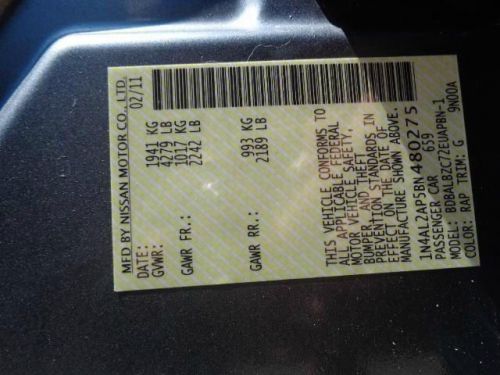 MFD BY NISSAN MOTOR CO., LTD.
DATE: 02/11
GVWR: 1941 KG
4279 LB
GAWR FR.: 1017 KG
2242 LB
GAWR RR.: 993 KG
2189 LB
THIS VEHICLE CONFORMS TO
ALL APPLICABLE FEDERAL
MOTOR VEHICLE SAFETY,
BUMPER, AND THEFT
PREVENTION STANDARDS IN
EFFECT ON THE DATE OF
MANUFACTURE SHOWN ABOVE.
1N4AL2AP5BN480275
PASSENGER CAR 659
MODEL: BDBALBZC72EUAPBN-1
COLOR: RAP TRIM: G 9N00A